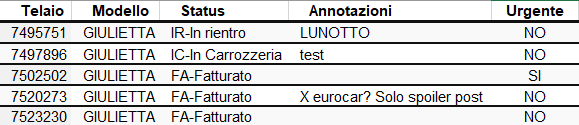 Telaio Modello Status Annotazioni Urgente
7495751 GIULIETTA IR-In rientro LUNOTTO NO
7497896 GIULIETTA IC-In Carrozzeria test NO
7502502 GIULIETTA FA-Fatturato SI
7520273 GIULIETTA FA-Fatturato X eurocar? Solo spoiler post NO
7523230 GIULIETTA FA-Fatturato NO